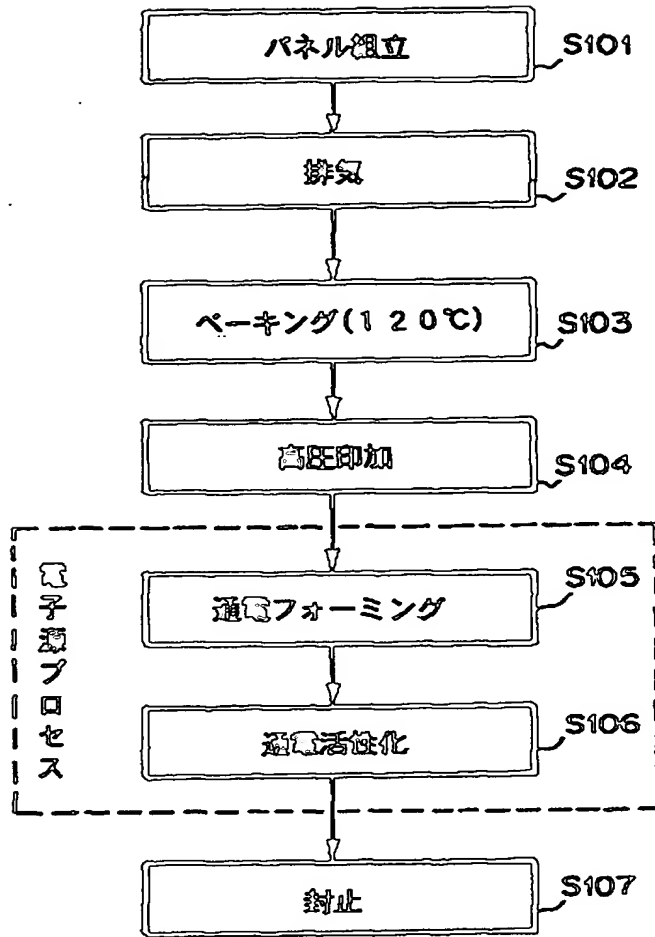 パネル組立
S101
排気
S102
ベーキング(120℃)
S103
高圧印加
S104
電子源プロセス
通電フォーミング
S105
通電活性化
S106
封止
S107